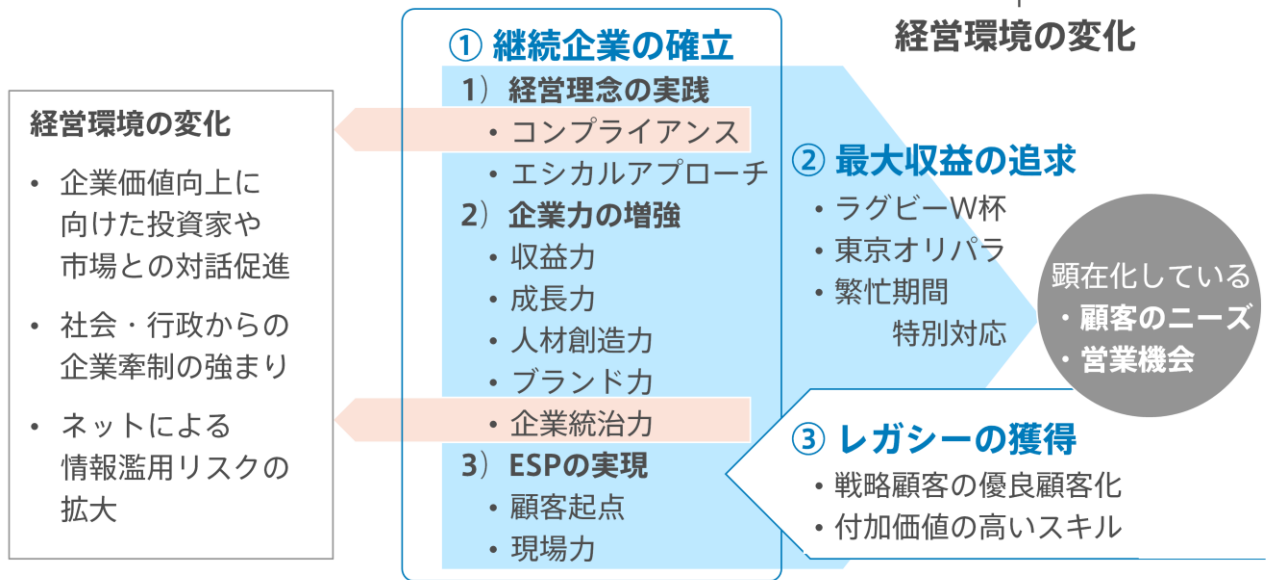 経営環境の変化
• 企業価値向上に
向けた投資家や
市場との対話促進
• 社会・行政からの
企業牽制の強まり
• ネットによる
情報濫用リスクの
拡大
① 継続企業の確立
1）経営理念の実践
• コンプライアンス
• エシカルアプローチ
2）企業力の増強
• 収益力
• 成長力
• 人材創造力
• ブランド力
• 企業統治力
3）ESPの実現
• 顧客起点
• 現場力
経営環境の変化
② 最大収益の追求
• ラグビーW杯
• 東京オリパラ
• 繁忙期間
特別対応
顕在化している
・顧客のニーズ
・営業機会
③ レガシーの獲得
• 戦略顧客の優良顧客化
• 付加価値の高いスキル